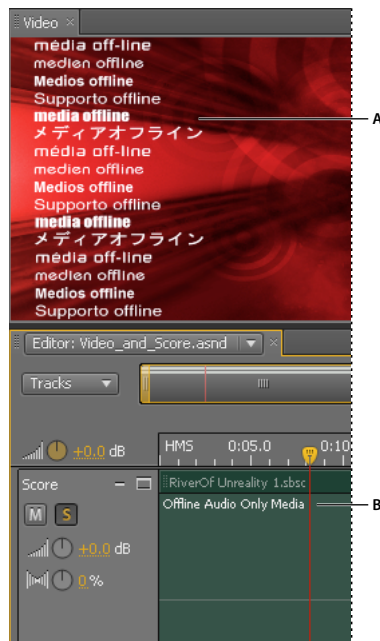 Video
média off-line
medien offline
Medios offline
Supporto offline
media offline
メディアオフライン
média off-line
medien offline
Medios offline
Supporto offline
media offline
メディアオフライン
média off-line
medien offline
Medios offline
Supporto offline
A
Editor: Video_and_Score.asnd
Tracks
+0.0 dB
HMS 0:05.0 0:10
Score
RiverOf Unreality 1.sbsc
M S
Offline Audio Only Media
B
+0.0 dB
0 %